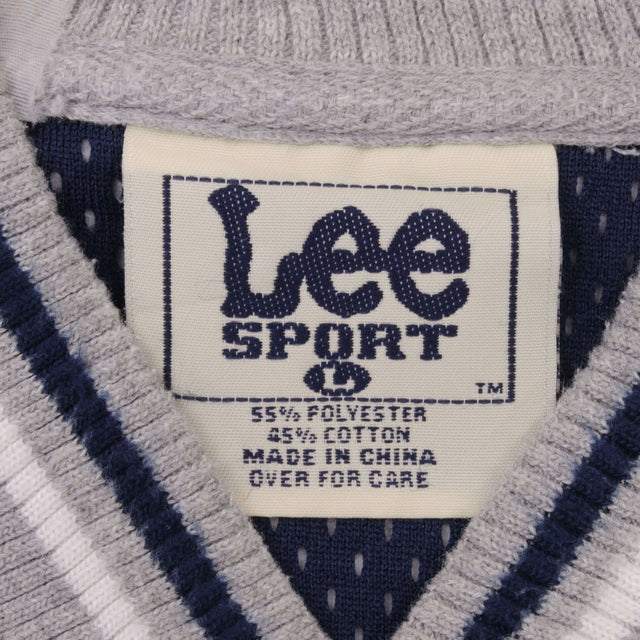 Lee
SPORT
L
TM
55% POLYESTER
45% COTTON
MADE IN CHINA
OVER FOR CARE